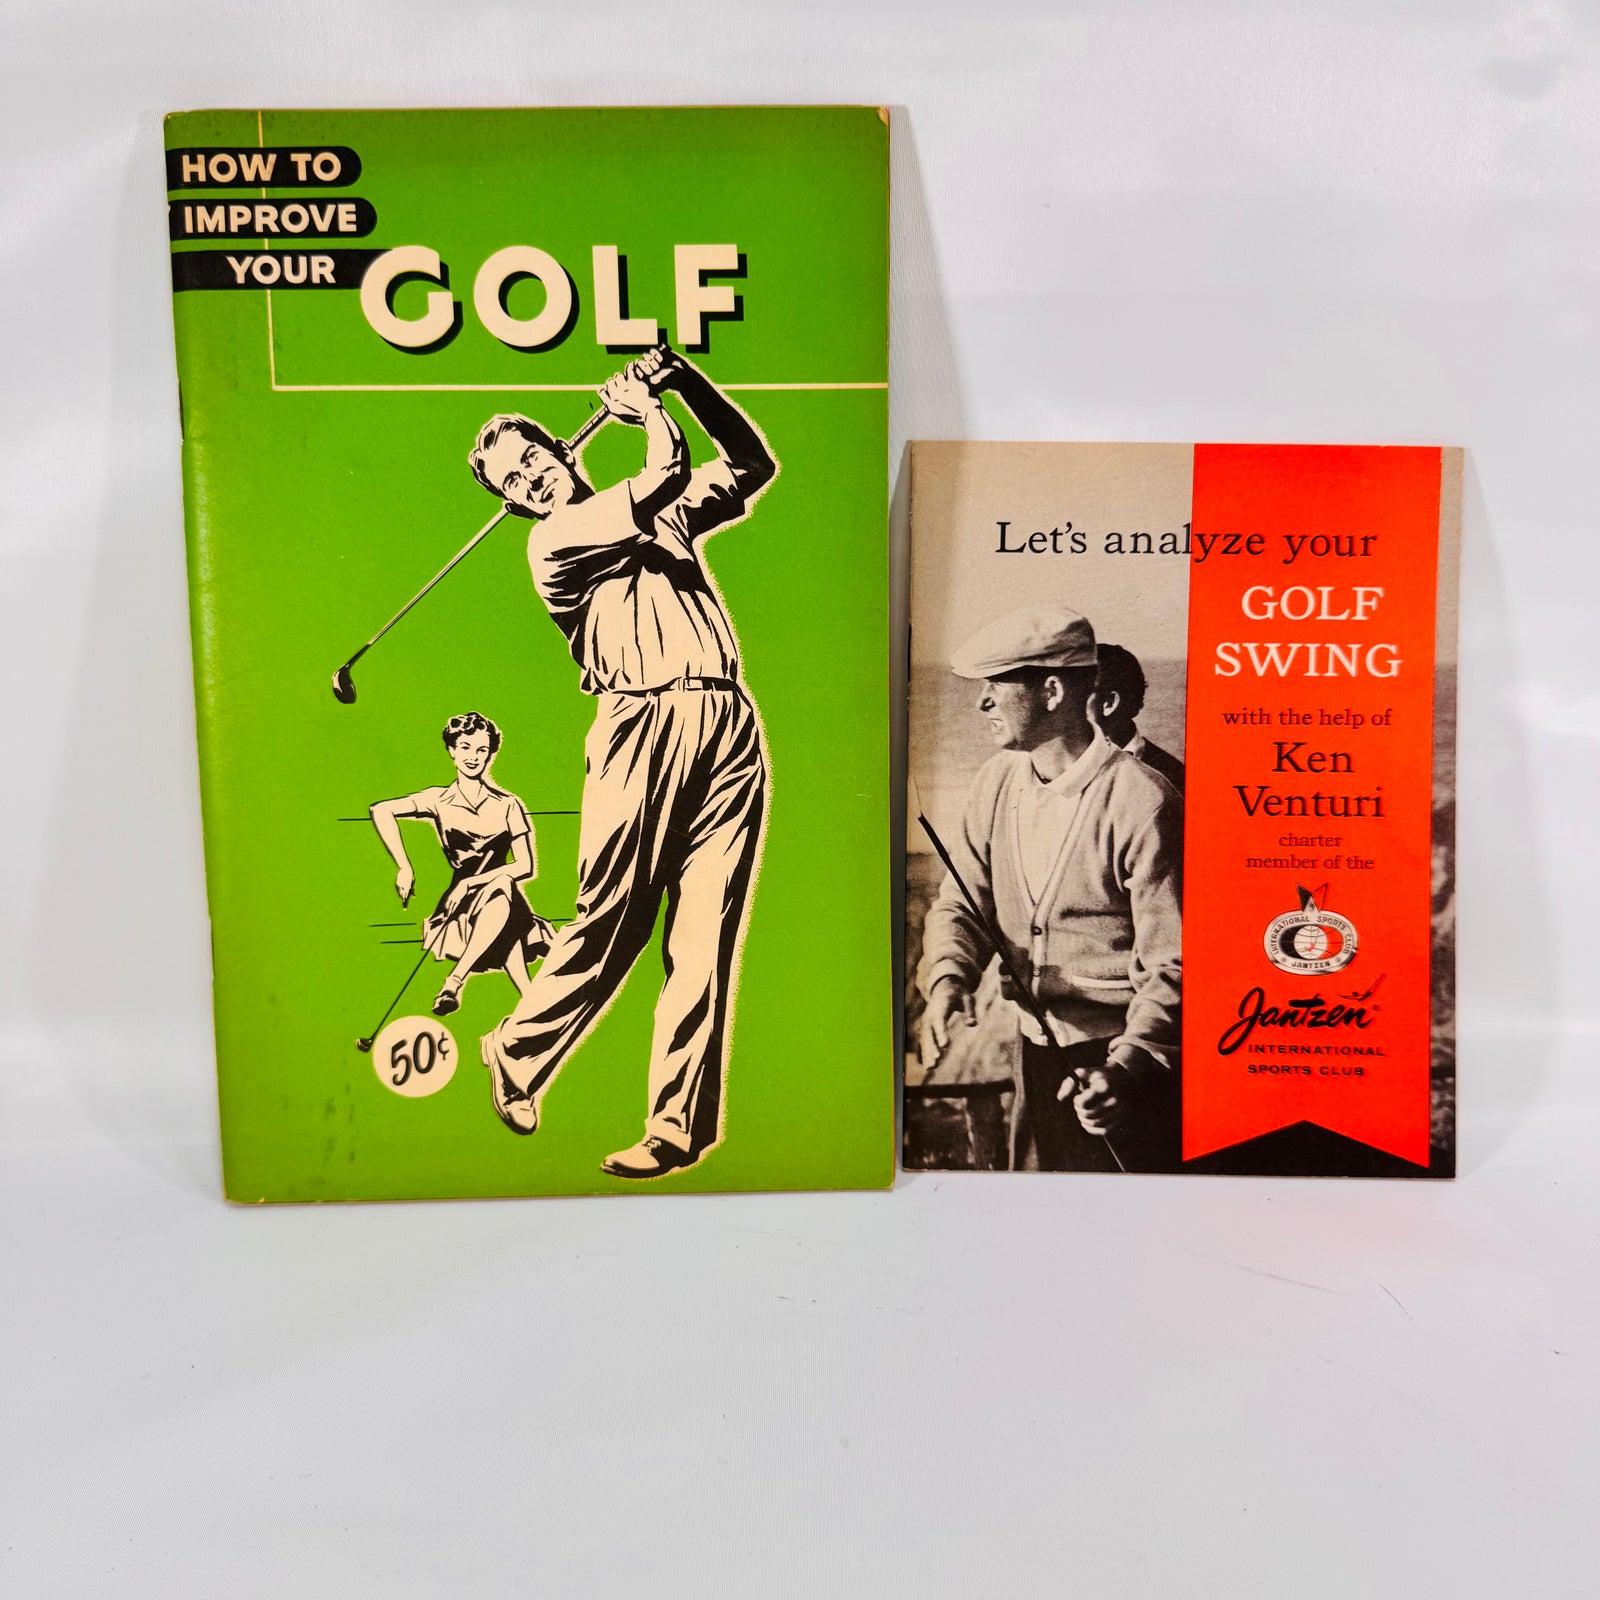 HOW TO
IMPROVE
YOUR
GOLF
50¢
Let's analyze your
GOLF
SWING
with the help of
Ken
Venturi
charter
member of the
INTERNATIONAL SPORTS CLUB
JANTZEN
Jantzen®
INTERNATIONAL
SPORTS CLUB